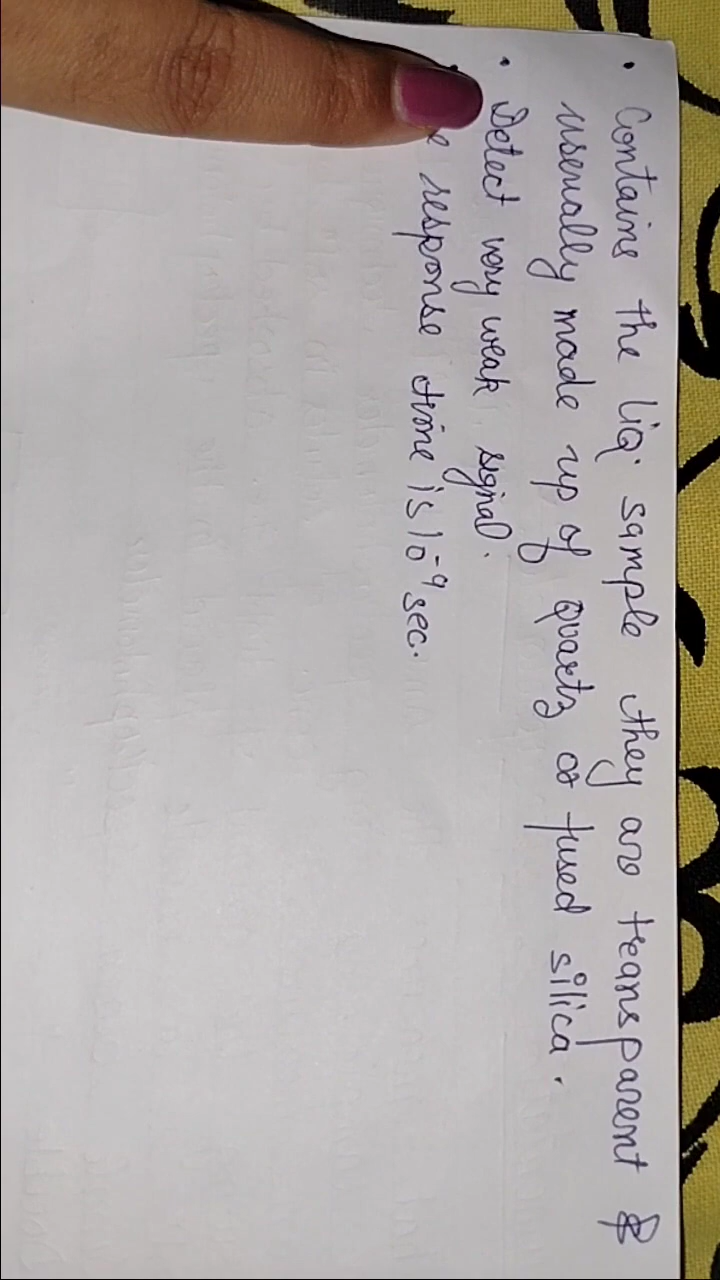 • Contains the liq. sample they are transparent &
usenally made up of quartz or fused silica.
• Detect very weak signal.
response time is 10⁻⁹ sec.